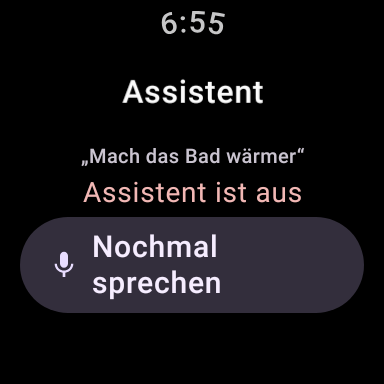 6:55
Assistent
„Mach das Bad wärmer“
Assistent ist aus
Nochmal
sprechen